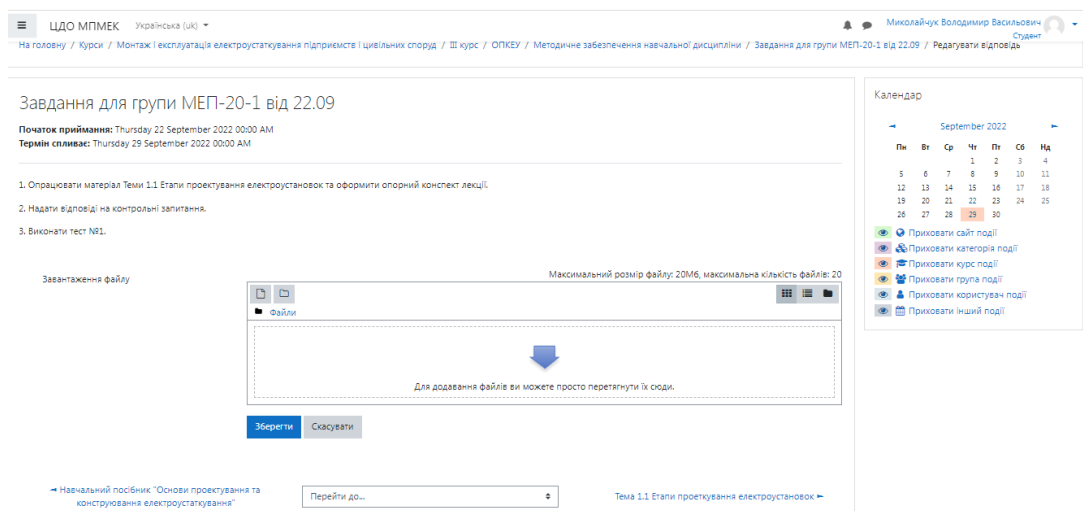 ЦДО МПМЕК Українська (uk)
Миколайчук Володимир Васильович
Студент
На головну / Курси / Монтаж і експлуатація електроустаткування підприємств і цивільних споруд / III курс / ОПКЕУ / Методичне забезпечення навчальної дисципліни / Завдання для групи МЕП-20-1 від 22.09 / Редагувати відповідь
Завдання для групи МЕП-20-1 від 22.09
Початок приймання: Thursday 22 September 2022 00:00 AM
Термін спливає: Thursday 29 September 2022 00:00 AM
1. Опрацювати матеріал Теми 1.1 Етапи проектування електроустановок та оформити опорний конспект лекції.
2. Надати відповіді на контрольні запитання.
3. Виконати тест №1.
Завантаження файлу
Максимальний розмір файлу: 20Мб, максимальна кількість файлів: 20
Файли
Для додавання файлів ви можете просто перетягнути їх сюди.
Зберегти Скасувати
◄ Навчальний посібник "Основи проектування та
конструювання електроустаткування"
Перейти до...
Тема 1.1 Етапи проеткування електроустановок ►
Календар
◄ September 2022 ►
Пн Вт Ср Чт Пт Сб Нд
1 2 3 4
5 6 7 8 9 10 11
12 13 14 15 16 17 18
19 20 21 22 23 24 25
26 27 28 29 30
Приховати сайт події
Приховати категорія події
Приховати курс події
Приховати група події
Приховати користувач події
Приховати інший події